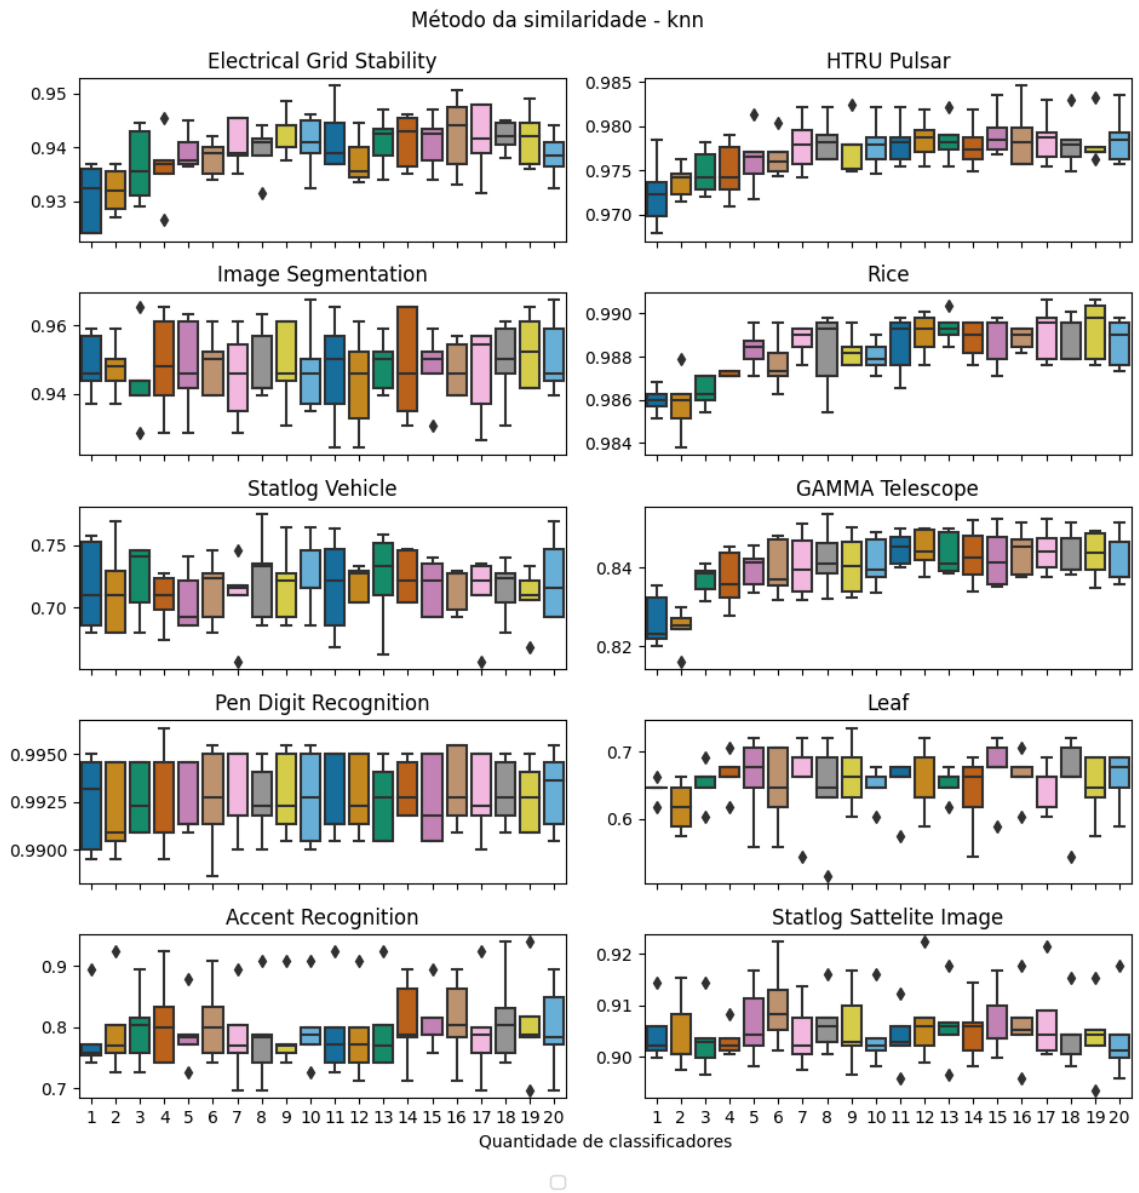 Método da similaridade - knn
Electrical Grid Stability
0.95
0.94
0.93
HTRU Pulsar
0.985
0.980
0.975
0.970
Image Segmentation
0.96
0.94
Rice
0.990
0.988
0.986
0.984
Statlog Vehicle
0.75
0.70
GAMMA Telescope
0.84
0.82
Pen Digit Recognition
0.9950
0.9925
0.9900
Leaf
0.7
0.6
Accent Recognition
0.9
0.8
0.7
1 2 3 4 5 6 7 8 9 10 11 12 13 14 15 16 17 18 19 20
Statlog Sattelite Image
0.92
0.91
0.90
1 2 3 4 5 6 7 8 9 10 11 12 13 14 15 16 17 18 19 20
Quantidade de classificadores